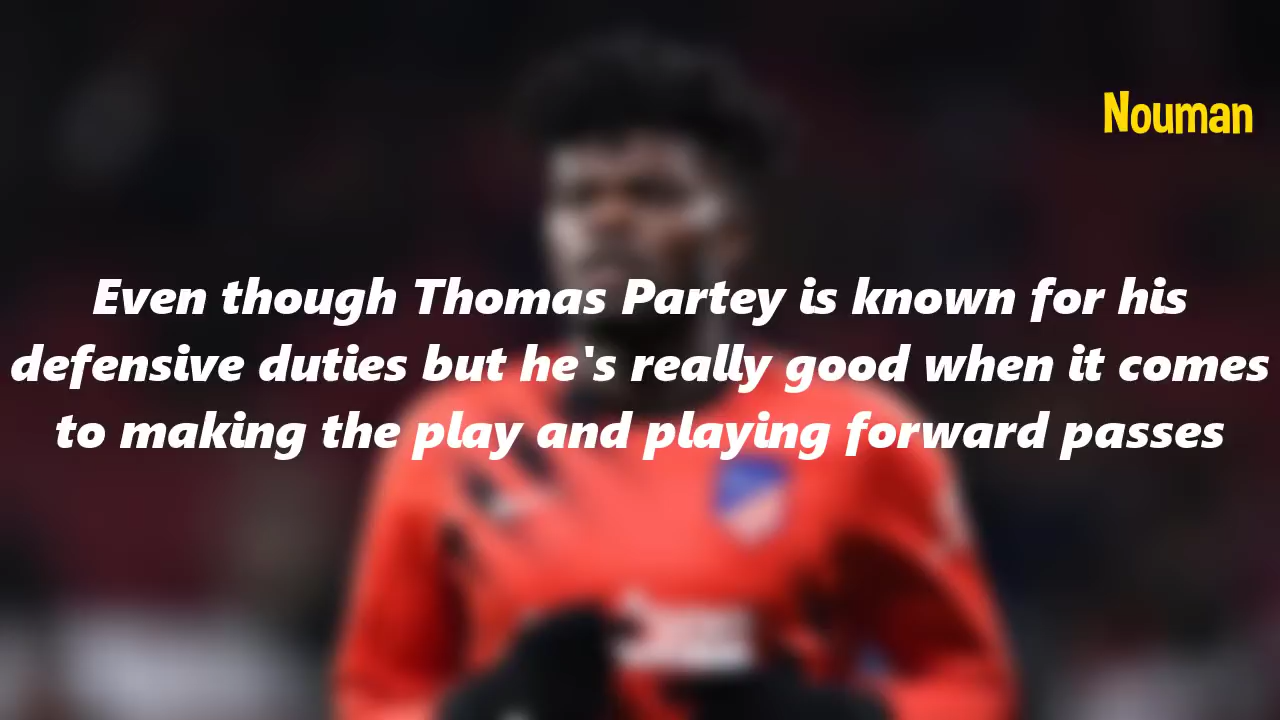 Nouman
Even though Thomas Partey is known for his
defensive duties but he's really good when it comes
to making the play and playing forward passes